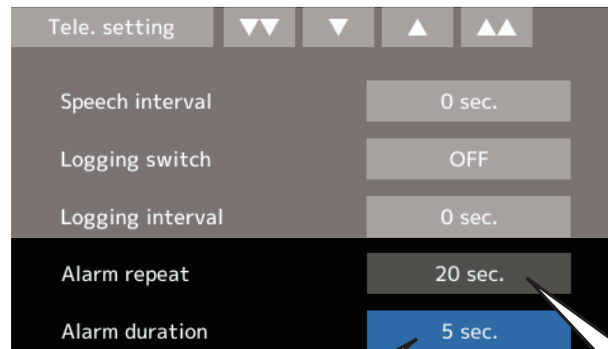 Tele. setting ▼▼ ▼ ▲ ▲▲
Speech interval 0 sec.
Logging switch OFF
Logging interval 0 sec.
Alarm repeat 20 sec.
Alarm duration 5 sec.